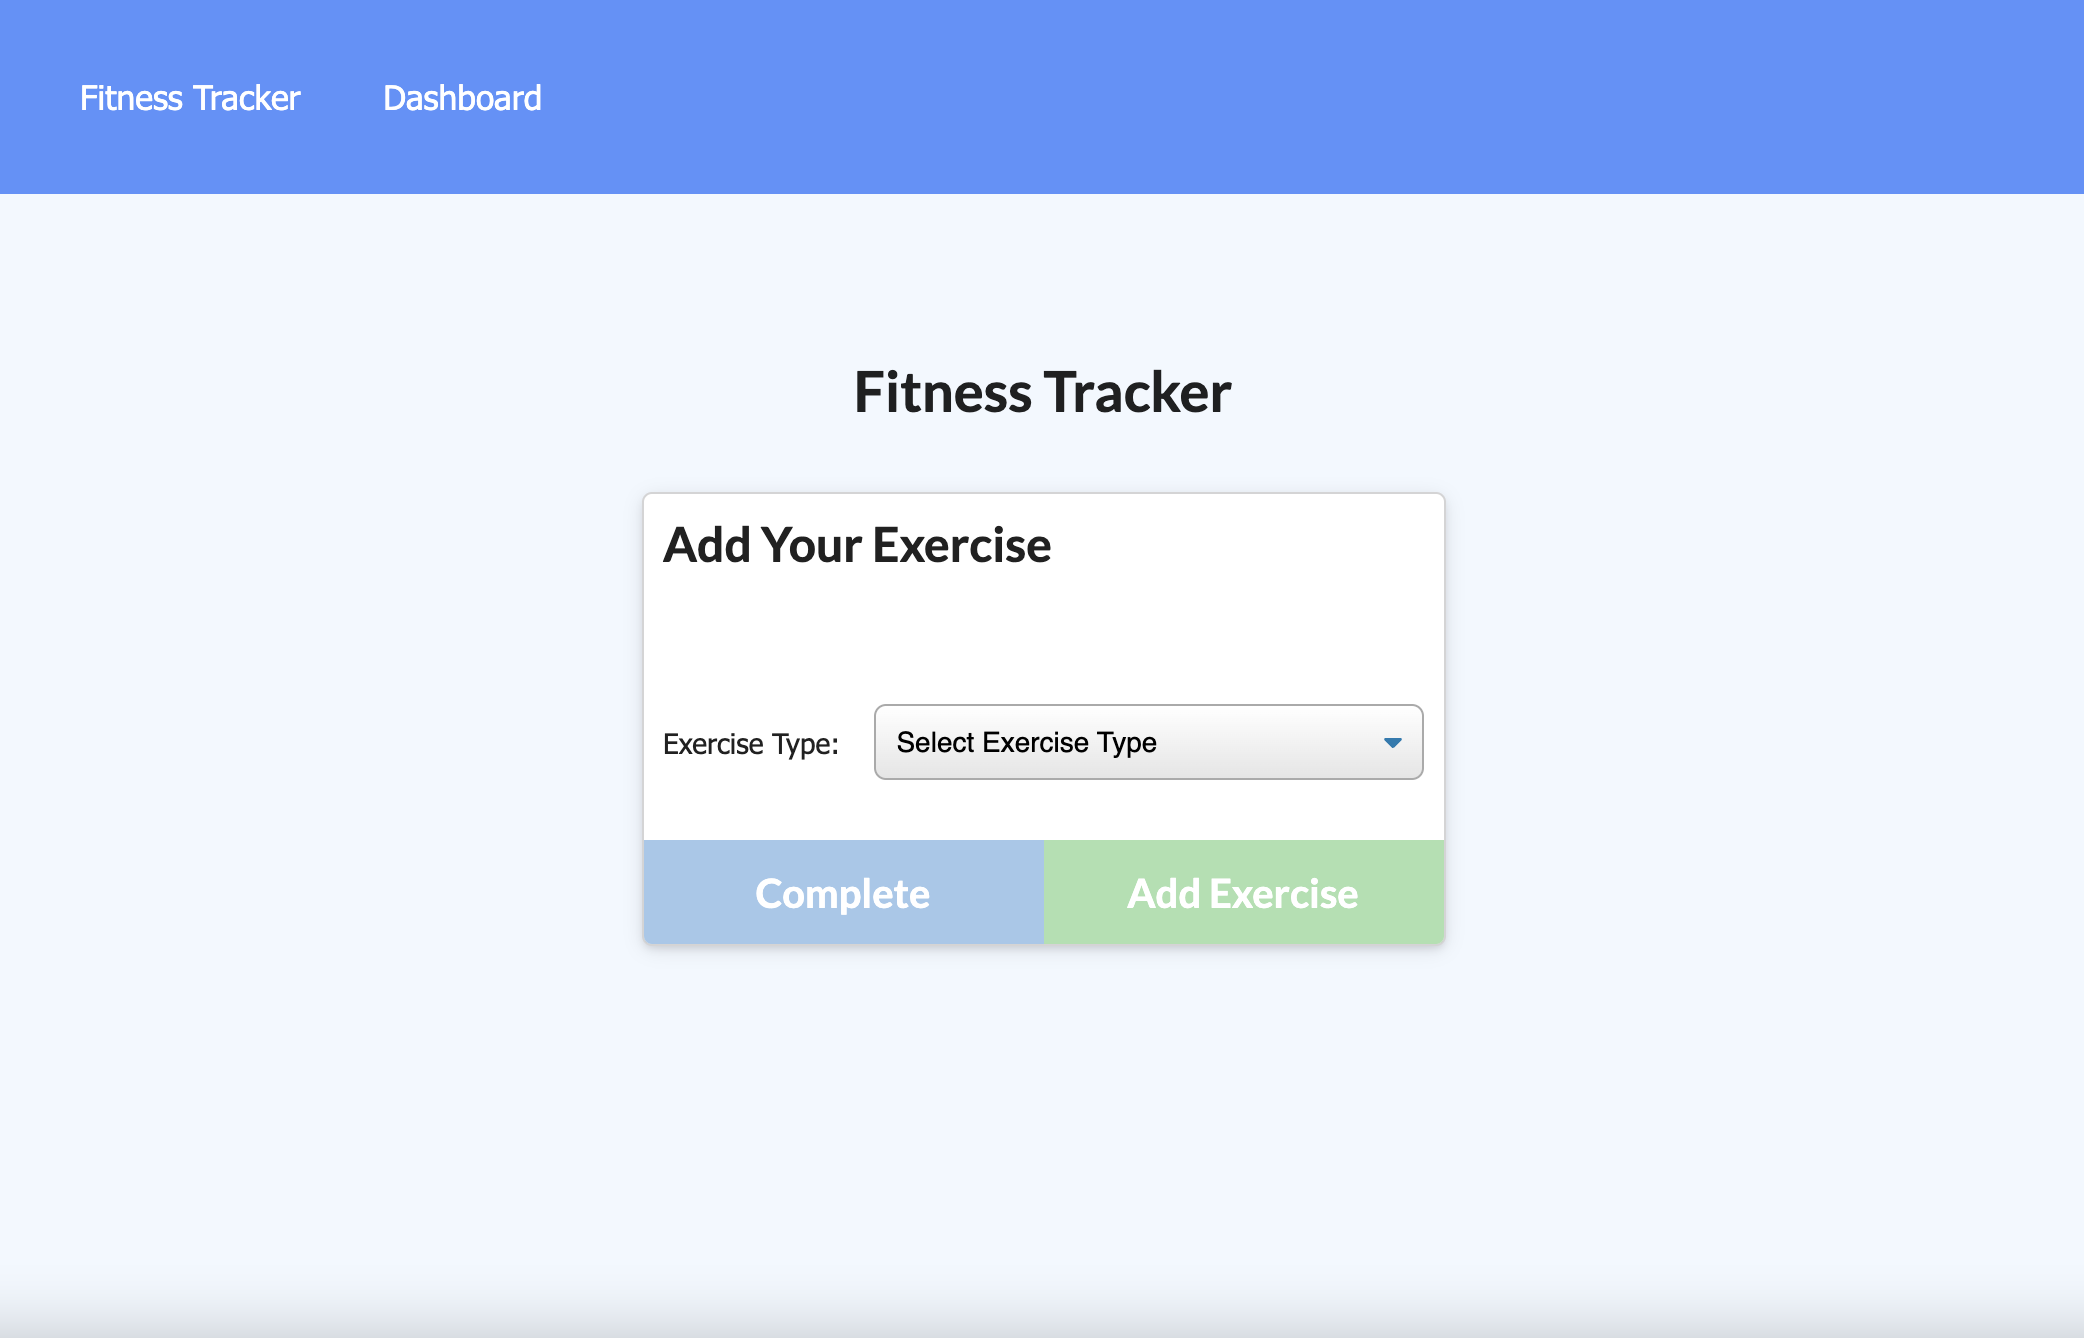 Fitness Tracker Dashboard
Fitness Tracker
Add Your Exercise
Exercise Type: Select Exercise Type
Complete Add Exercise